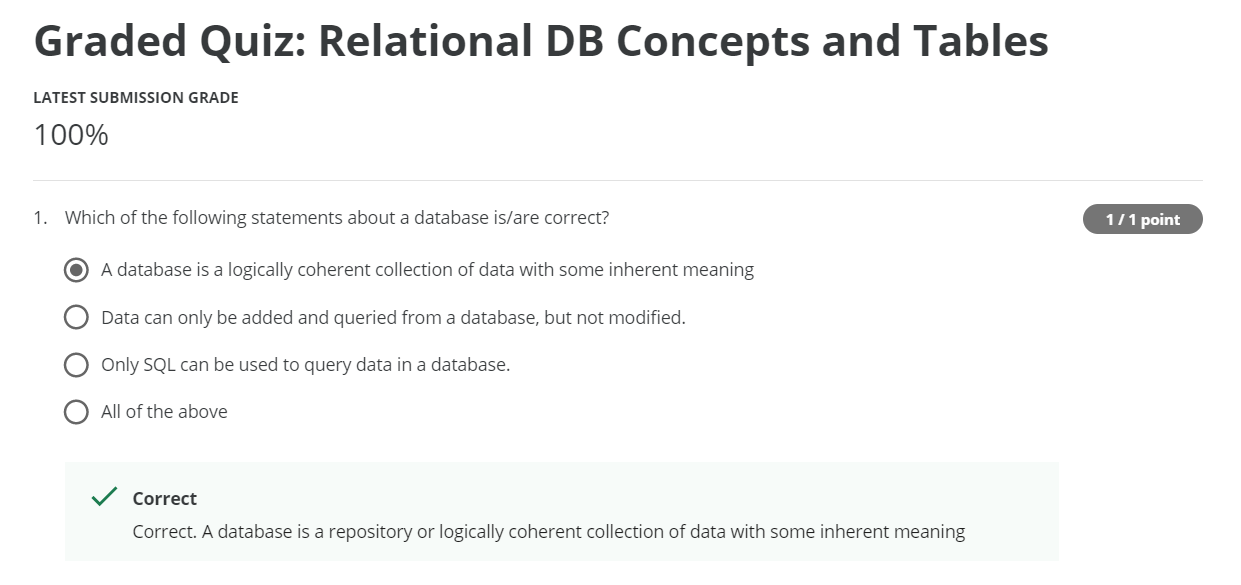 Graded Quiz: Relational DB Concepts and Tables
LATEST SUBMISSION GRADE
100%
1. Which of the following statements about a database is/are correct?
1 / 1 point
A database is a logically coherent collection of data with some inherent meaning
Data can only be added and queried from a database, but not modified.
Only SQL can be used to query data in a database.
All of the above
Correct
Correct. A database is a repository or logically coherent collection of data with some inherent meaning